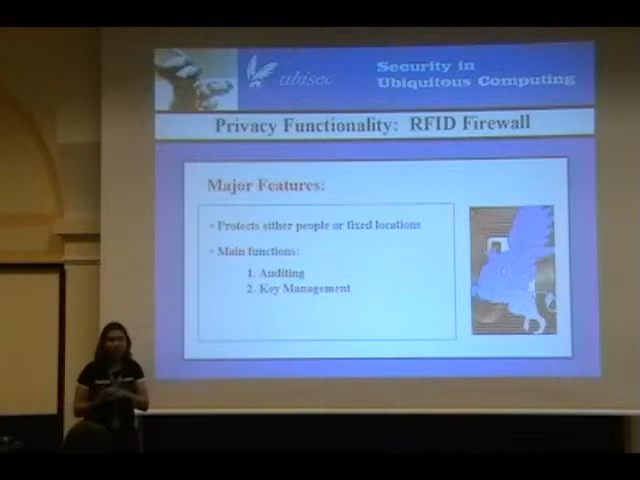 ubisec
Security in
Ubiquitous Computing
Privacy Functionality: RFID Firewall
Major Features:
Protects either people or fixed locations
Main functions:
1. Auditing
2. Key Management